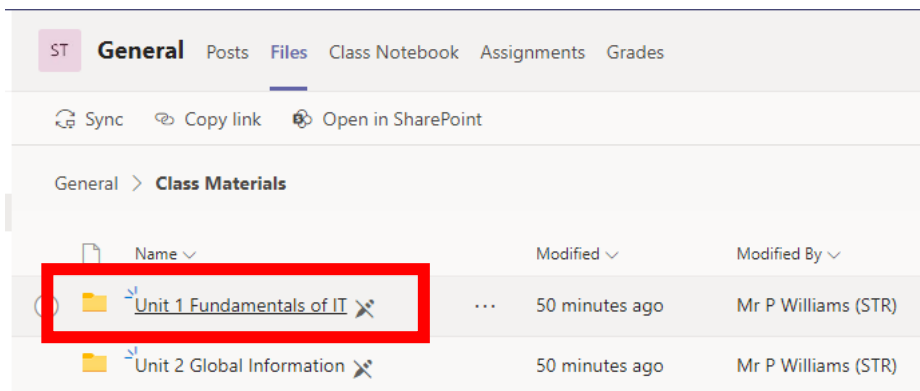 ST General Posts Files Class Notebook Assignments Grades
Sync Copy link Open in SharePoint
General > Class Materials
Name Modified Modified By
Unit 1 Fundamentals of IT ... 50 minutes ago Mr P Williams (STR)
Unit 2 Global Information 50 minutes ago Mr P Williams (STR)